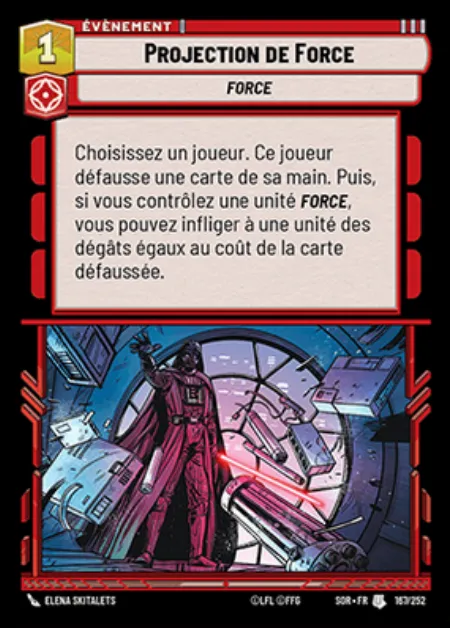 ÉVÈNEMENT
1
PROJECTION DE FORCE
FORCE
Choisissez un joueur. Ce joueur
défausse une carte de sa main. Puis,
si vous contrôlez une unité FORCE,
vous pouvez infliger à une unité des
dégâts égaux au coût de la carte
défaussée.
ELENA SKITALETS
©LFL ©FFG
SOR • FR
167/252